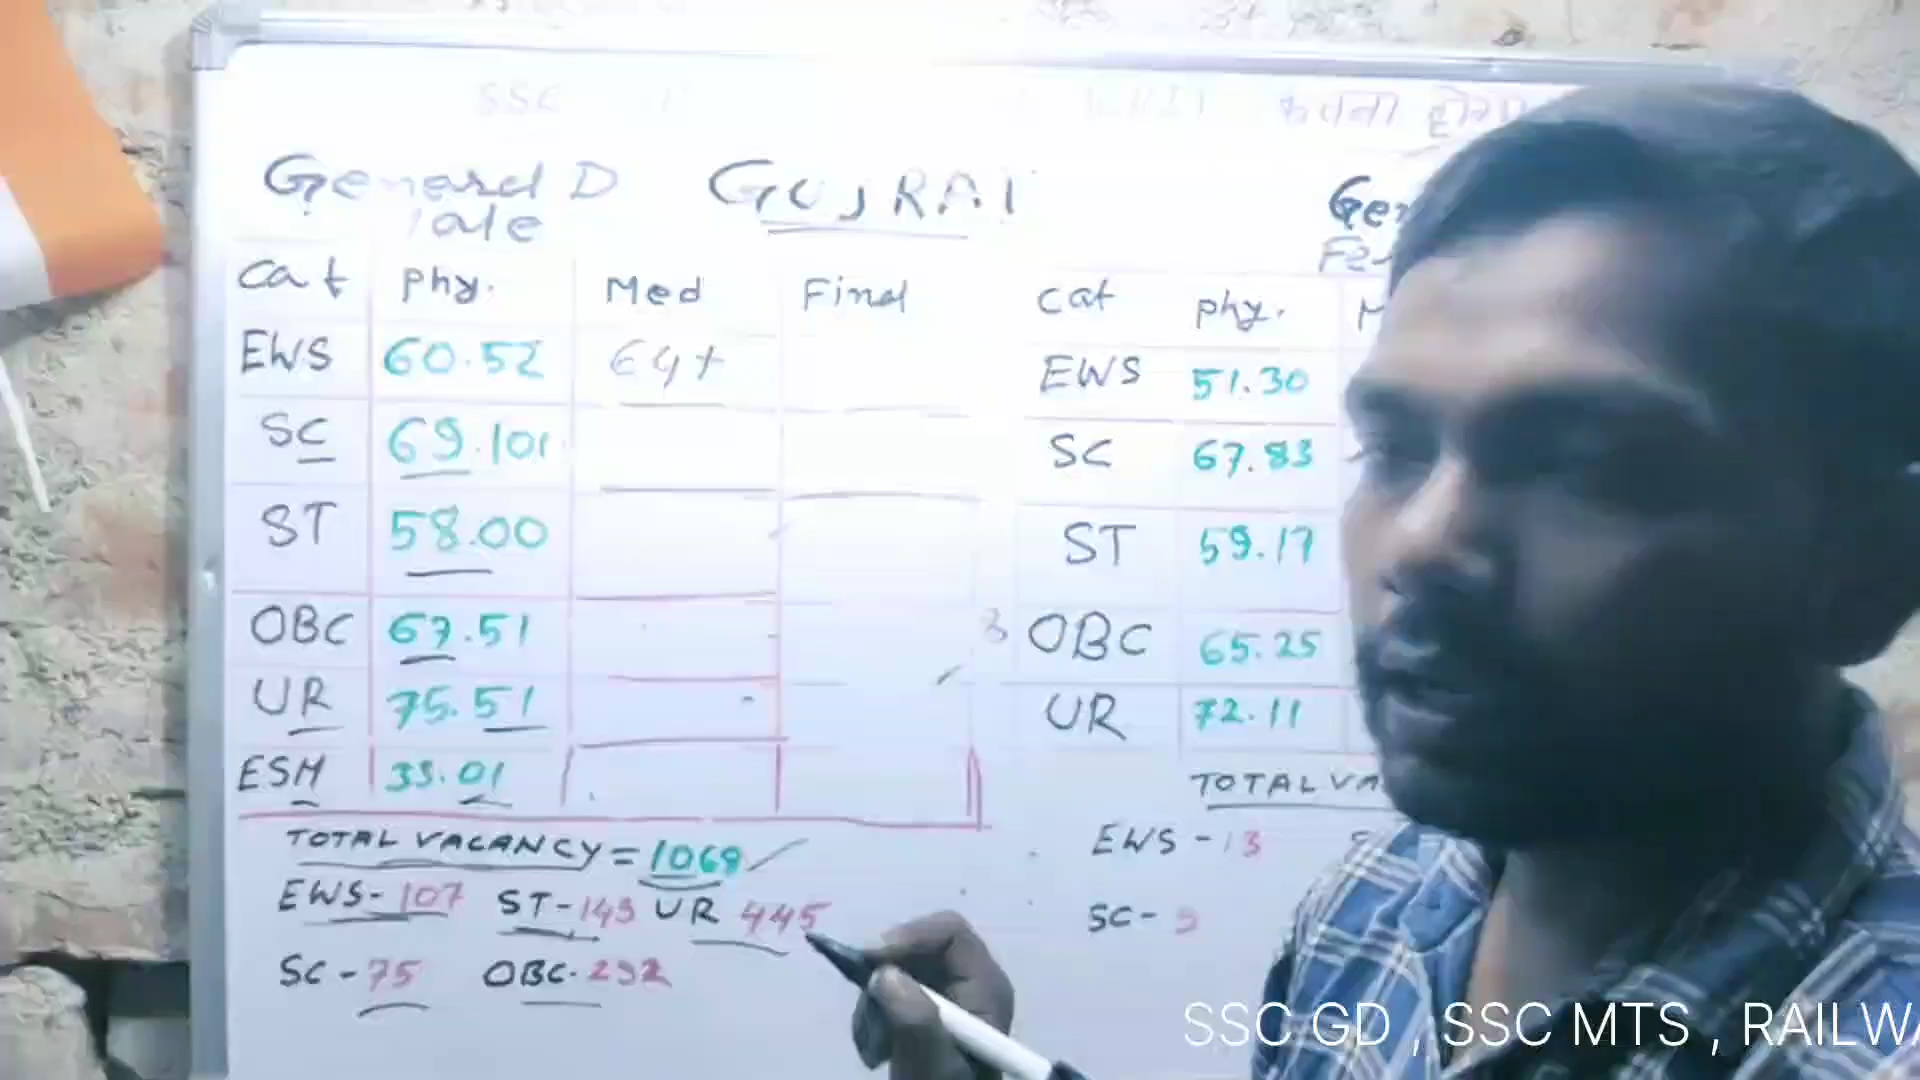 SSC करना होगा
General D GUJRAT
Male
Cat Phy. Med Final
EWS 60.52 64+
SC 69.101
ST 58.00
OBC 67.51
UR 75.51
ESM 33.01
TOTAL VACANCY = 1069
EWS-107 ST-143 UR 445
SC-75 OBC-292
Cat Phy.
EWS 51.30
SC 67.83
ST 59.17
OBC 65.25
UR 72.11
TOTAL
EWS-13
SC-
SSC GD , SSC MTS ,